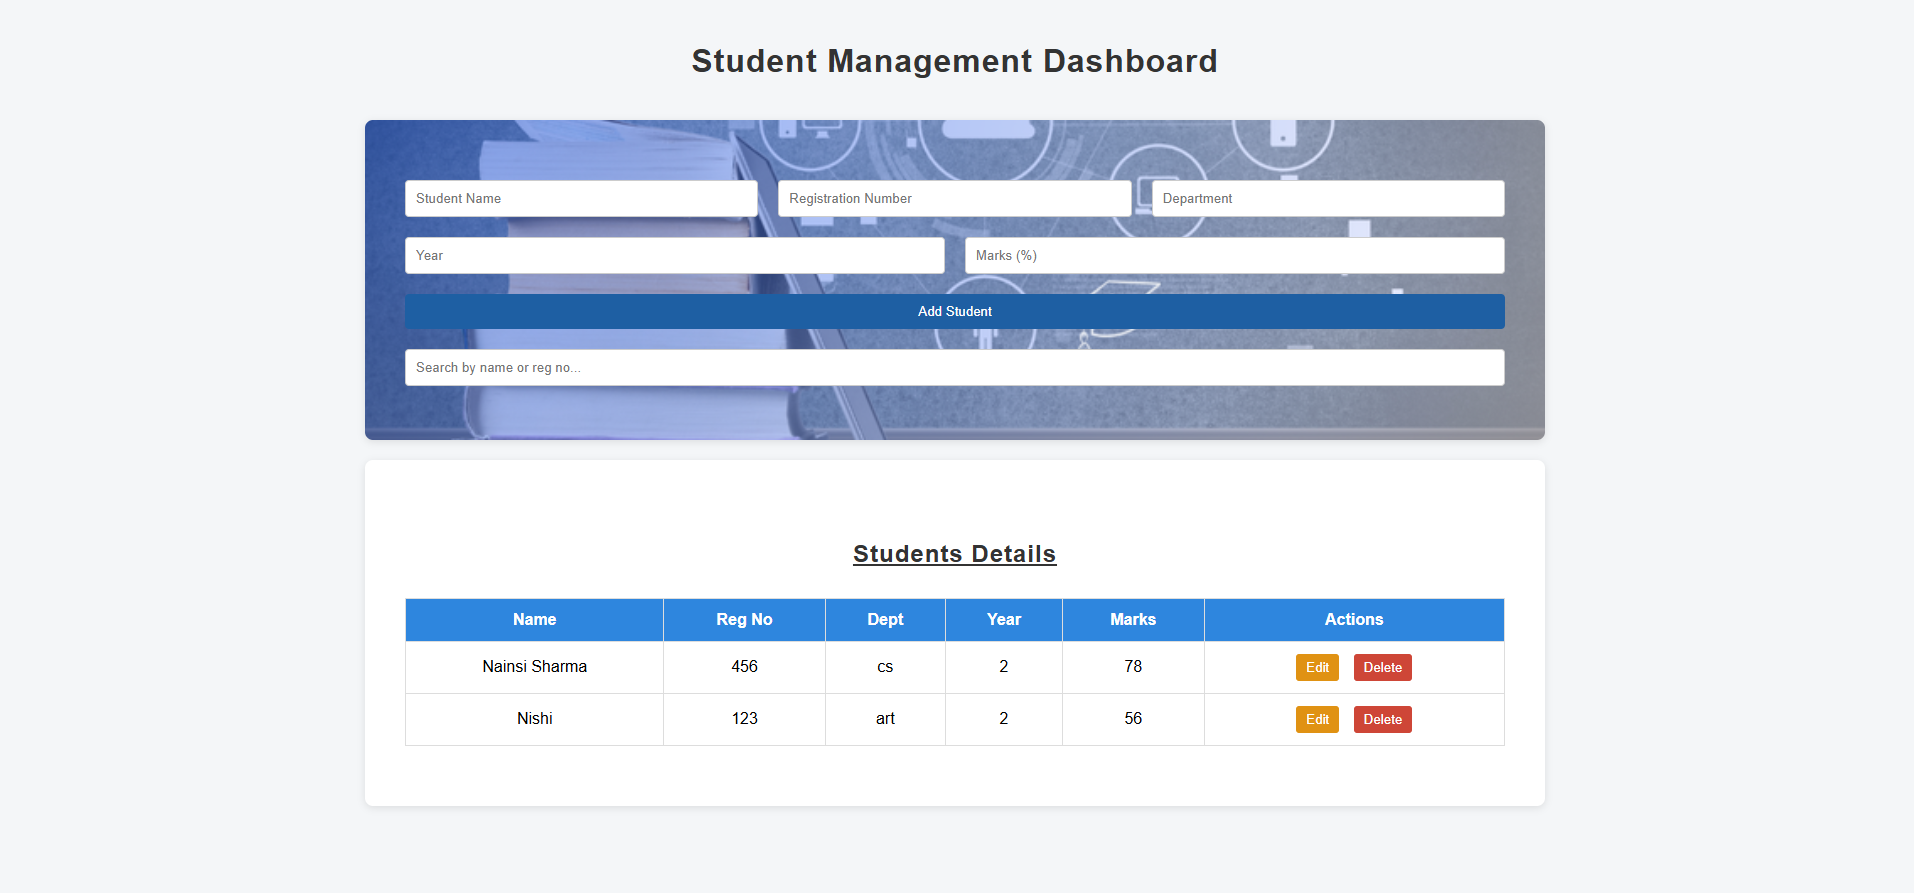 Student Management Dashboard
Student Name Registration Number Department
Year Marks (%)
Add Student
Search by name or reg no...
Students Details
Name Reg No Dept Year Marks Actions
Nainsi Sharma 456 cs 2 78 Edit Delete
Nishi 123 art 2 56 Edit Delete